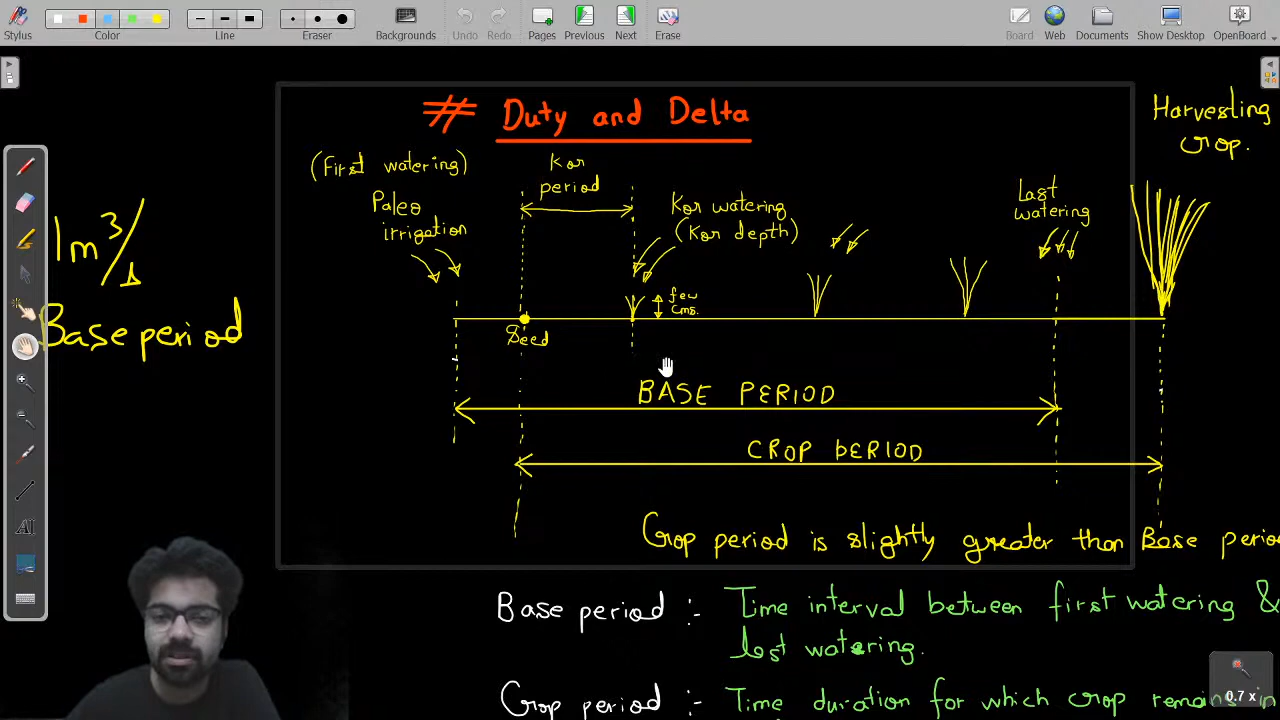 Stylus
Color
Line
Eraser
Backgrounds
Undo
Redo
Pages
Previous
Next
Erase
Board
Web
Documents
Show Desktop
OpenBoard
# Duty and Delta
Harvesting
crop.
(First watering)
Kor
period
Paleo
irrigation
Kor watering
(Kor depth)
Last
watering
1m³/s
few
cms.
Base period
Seed
BASE PERIOD
CROP PERIOD
Crop period is slightly greater than Base perio
Base period :- Time interval between first watering &
last watering.
Crop period :- Time duration for which crop remains in
0.7 x